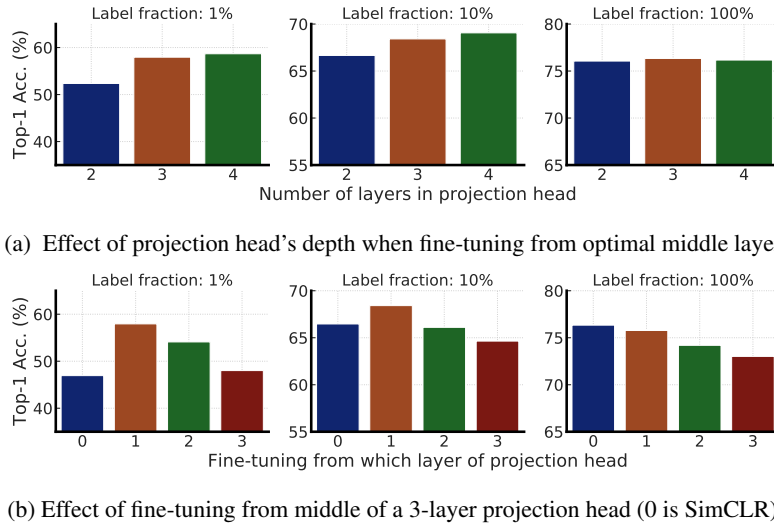 Label fraction: 1% Label fraction: 10% Label fraction: 100%
Top-1 Acc. (%)
60
50
40
70
65
60
55
80
75
70
65
2 3 4 2 3 4 2 3 4
Number of layers in projection head
(a) Effect of projection head's depth when fine-tuning from optimal middle laye
Label fraction: 1% Label fraction: 10% Label fraction: 100%
Top-1 Acc. (%)
60
50
40
70
65
60
55
80
75
70
65
0 1 2 3 0 1 2 3 0 1 2 3
Fine-tuning from which layer of projection head
(b) Effect of fine-tuning from middle of a 3-layer projection head (0 is SimCLR)